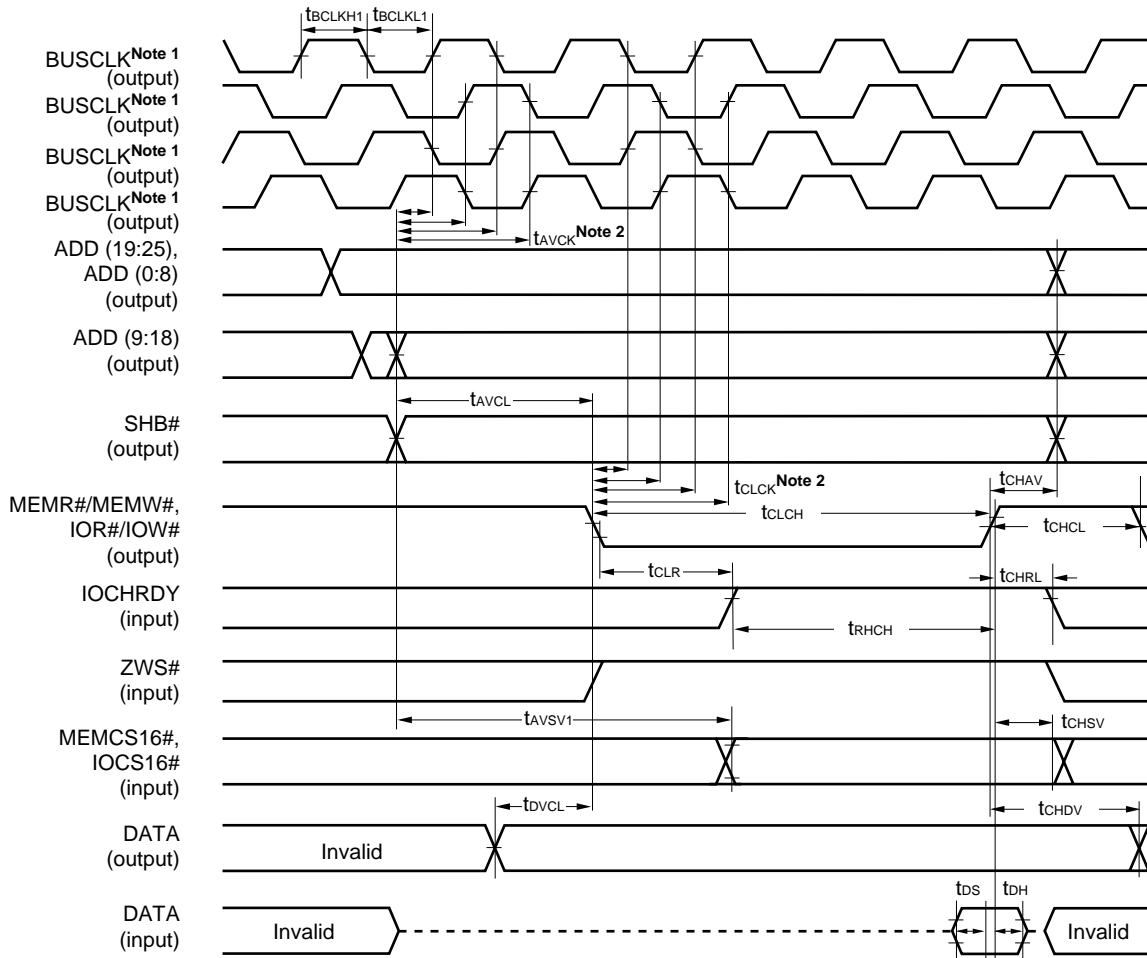 tBCLKH1 tBCLKL1
BUSCLKNote 1
(output)
BUSCLKNote 1
(output)
BUSCLKNote 1
(output)
BUSCLKNote 1
(output)
tAVCKNote 2
ADD (19:25),
ADD (0:8)
(output)
ADD (9:18)
(output)
tAVCL
SHB#
(output)
tCLCKNote 2
tCHAV
MEMR#/MEMW#,
IOR#/IOW#
(output)
tCLCH
tCHCL
tCLR
tCHRL
IOCHRDY
(input)
tRHCH
ZWS#
(input)
tAVSV1
tCHSV
MEMCS16#,
IOCS16#
(input)
tDVCL
tCHDV
DATA
(output)
Invalid
tDS tDH
DATA
(input)
Invalid Invalid